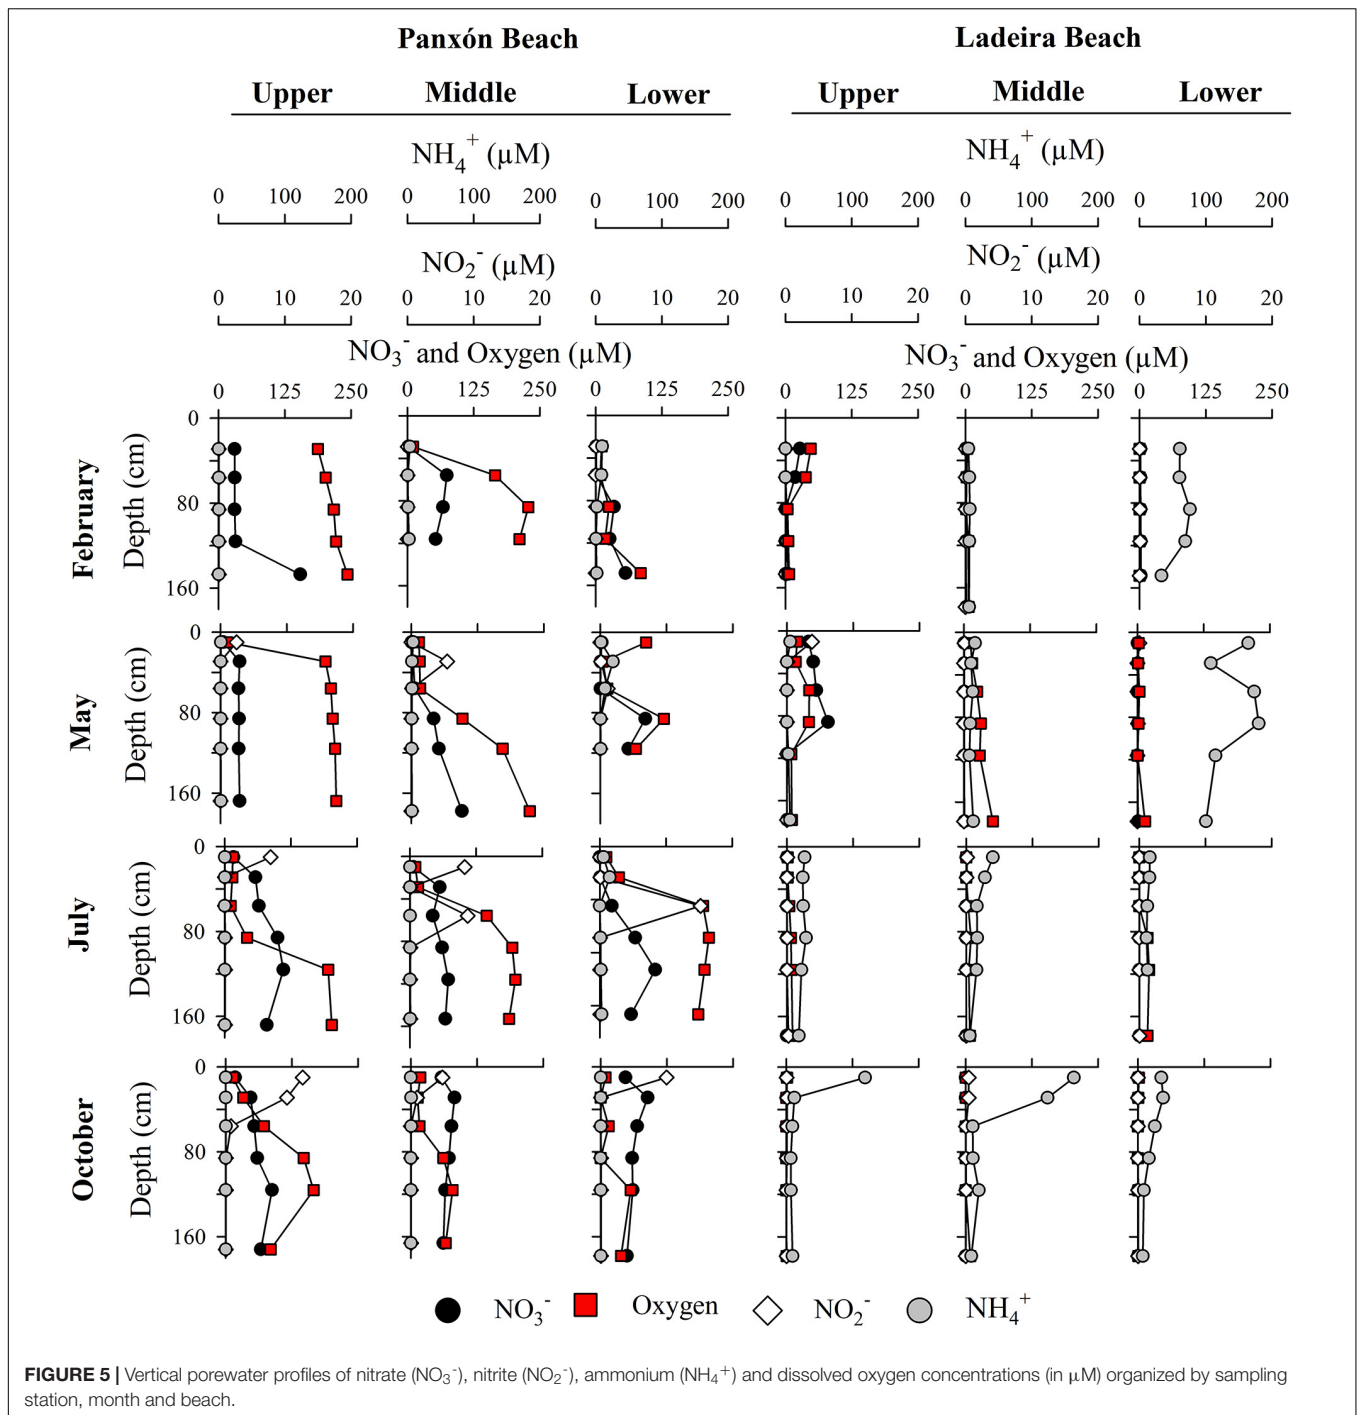 Panxón Beach Ladeira Beach
Upper Middle Lower Upper Middle Lower
NH₄⁺ (µM) NH₄⁺ (µM)
0 100 200 0 100 200 0 100 200 0 100 200 0 100 200 0 100 200
NO₂⁻ (µM) NO₂⁻ (µM)
0 10 20 0 10 20 0 10 20 0 10 20 0 10 20 0 10 20
NO₃⁻ and Oxygen (µM) NO₃⁻ and Oxygen (µM)
0 125 250 0 125 250 0 125 250 0 125 250 0 125 250 0 125 250
February
Depth (cm)
0
80
160
May
Depth (cm)
0
80
160
July
Depth (cm)
0
80
160
October
Depth (cm)
0
80
160
NO₃⁻ Oxygen NO₂⁻ NH₄⁺
FIGURE 5 | Vertical porewater profiles of nitrate (NO₃⁻), nitrite (NO₂⁻), ammonium (NH₄⁺) and dissolved oxygen concentrations (in µM) organized by sampling
station, month and beach.